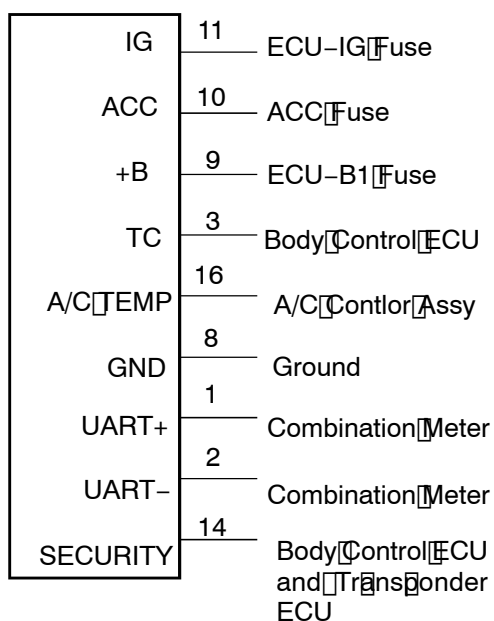 IG 11 ECU-IG Fuse
ACC 10 ACC Fuse
+B 9 ECU-B1 Fuse
TC 3 Body Control ECU
A/C TEMP 16 A/C Contlor Assy
GND 8 Ground
UART+ 1 Combination Meter
UART- 2 Combination Meter
SECURITY 14 Body Control ECU
and Transponder
ECU